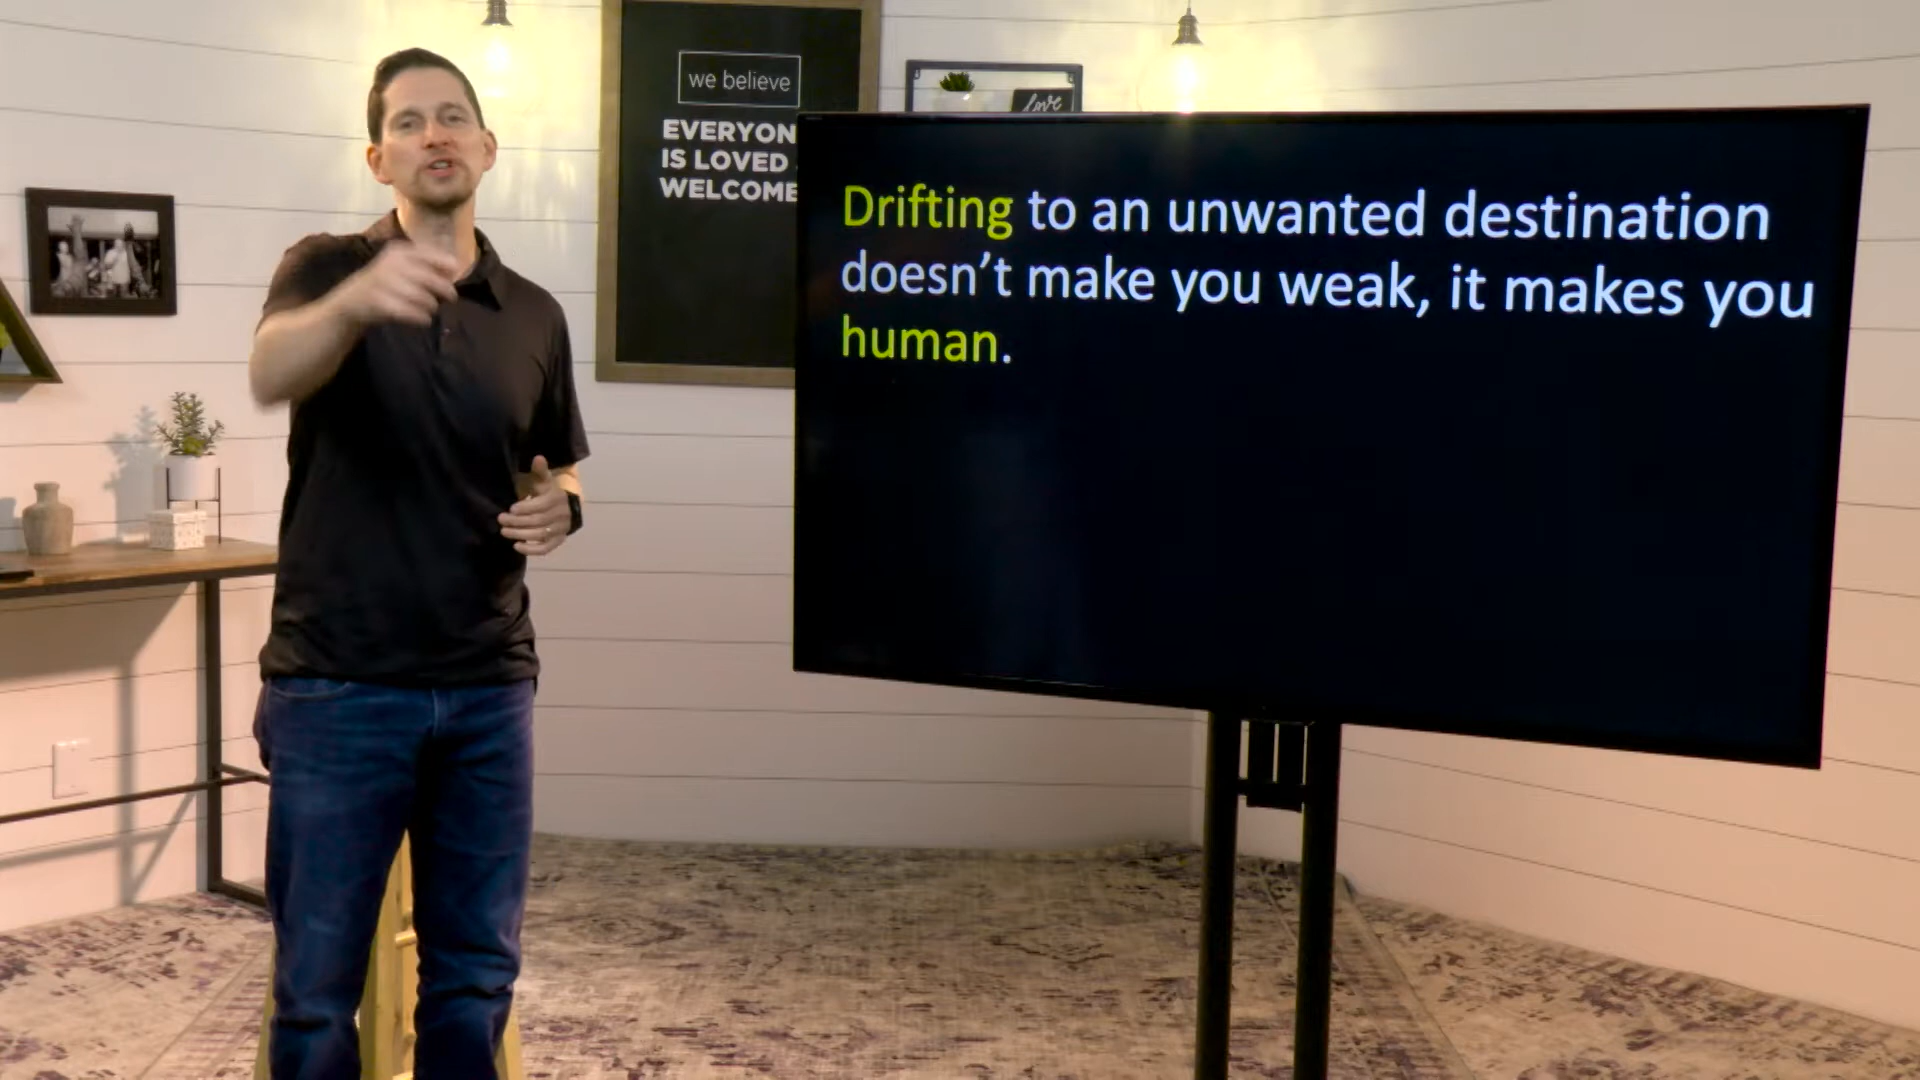 we believe
EVERYON
IS LOVED
WELCOME
love
Drifting to an unwanted destination
doesn’t make you weak, it makes you
human.